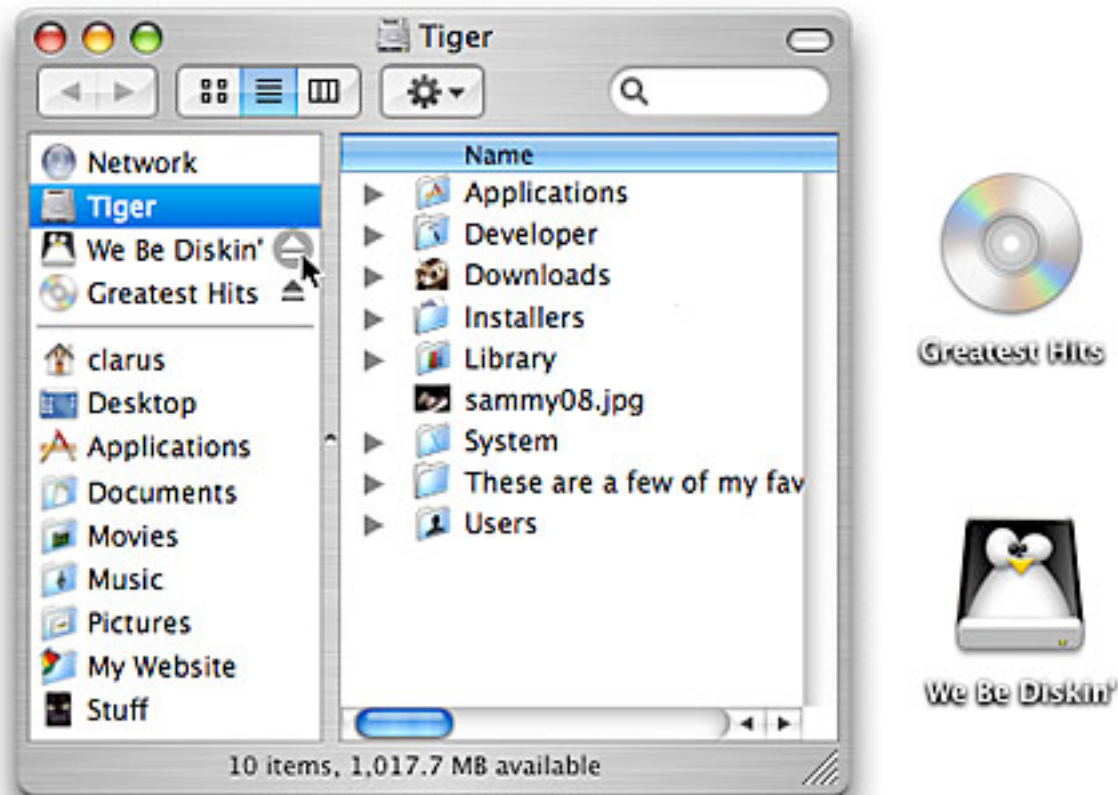 Tiger
Network
Tiger
We Be Diskin'
Greatest Hits
clarus
Desktop
Applications
Documents
Movies
Music
Pictures
My Website
Stuff
Name
Applications
Developer
Downloads
Installers
Library
sammy08.jpg
System
These are a few of my fav
Users
10 items, 1,017.7 MB available
Greatest Hits
We Be Diskin'